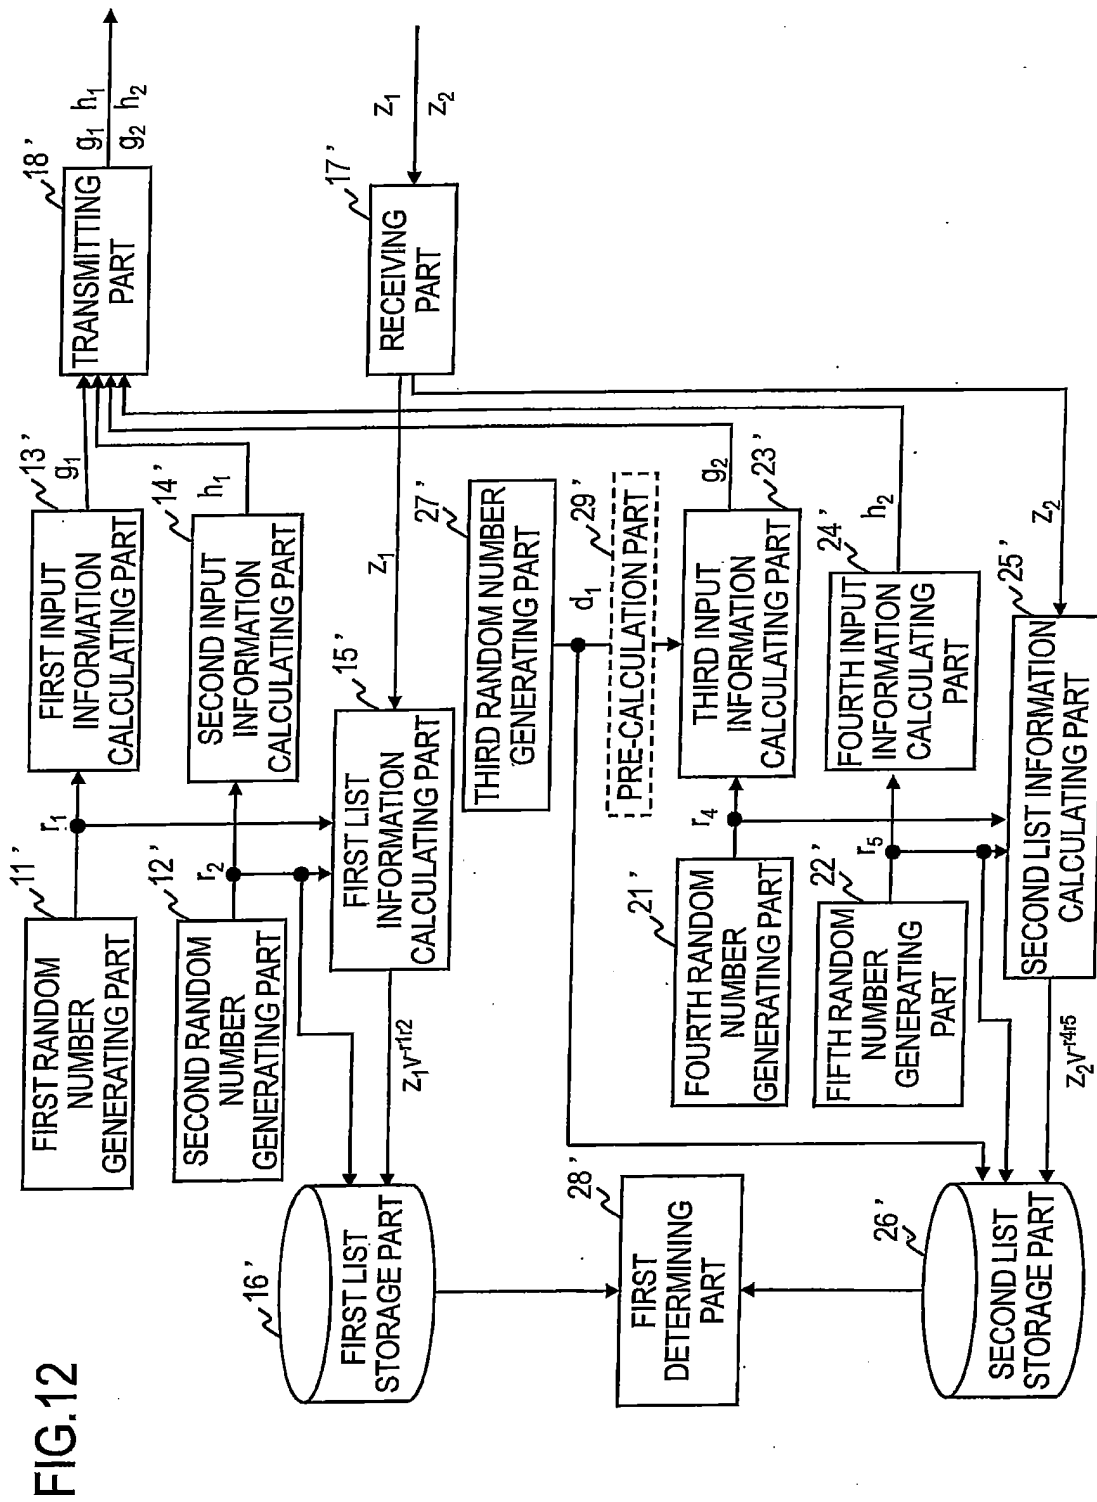 FIG.12
FIRST RANDOM
NUMBER
GENERATING PART
11'
r1
FIRST INPUT
INFORMATION
CALCULATING PART
13'
g1
TRANSMITTING
PART
18'
g1 h1
g2 h2
SECOND RANDOM
NUMBER
GENERATING PART
12'
r2
SECOND INPUT
INFORMATION
CALCULATING PART
14'
h1
FIRST LIST
STORAGE PART
16'
z1v-r1r2
FIRST LIST
INFORMATION
CALCULATING PART
15'
z1
RECEIVING
PART
17'
z1
z2
THIRD RANDOM NUMBER
GENERATING PART
27'
d1
PRE-CALCULATION PART
29'
FIRST
DETERMINING
PART
28'
FOURTH RANDOM
NUMBER
GENERATING PART
21'
r4
THIRD INPUT
INFORMATION
CALCULATING PART
23'
g2
FIFTH RANDOM
NUMBER
GENERATING
PART
22'
r5
FOURTH INPUT
INFORMATION
CALCULATING
PART
24'
h2
SECOND LIST
STORAGE PART
26'
z2v-r4r5
SECOND LIST INFORMATION
CALCULATING PART
25'
z2